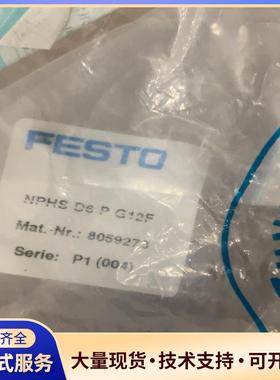 FESTO
NPHS-D6-P-G12F
Mat.-Nr.: 8059273
Serie: P1 (004)
齐全
式服务
大量现货·技术支持·可开